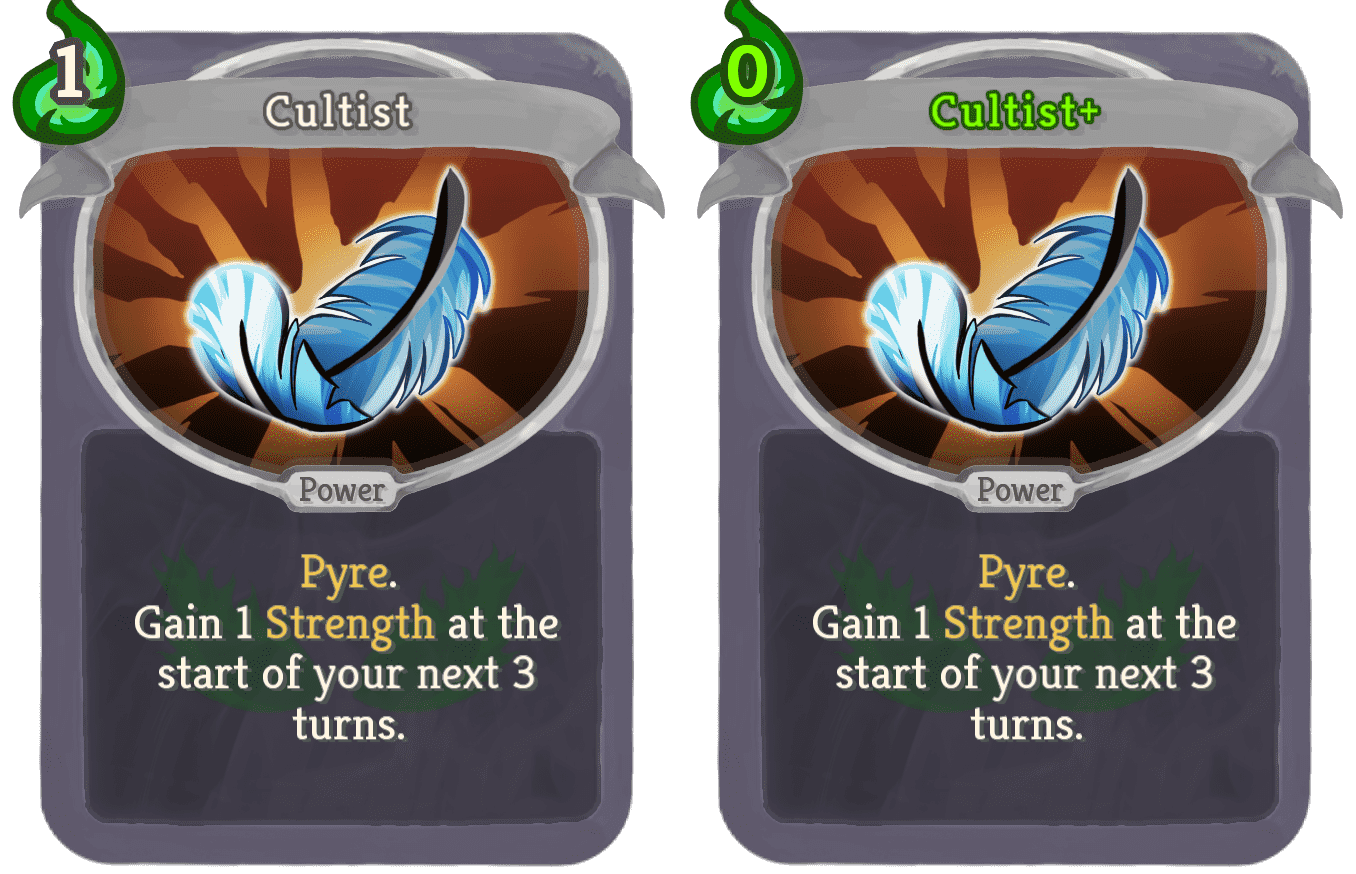 1
Cultist
Power
Pyre.
Gain 1 Strength at the
start of your next 3
turns.
0
Cultist+
Power
Pyre.
Gain 1 Strength at the
start of your next 3
turns.